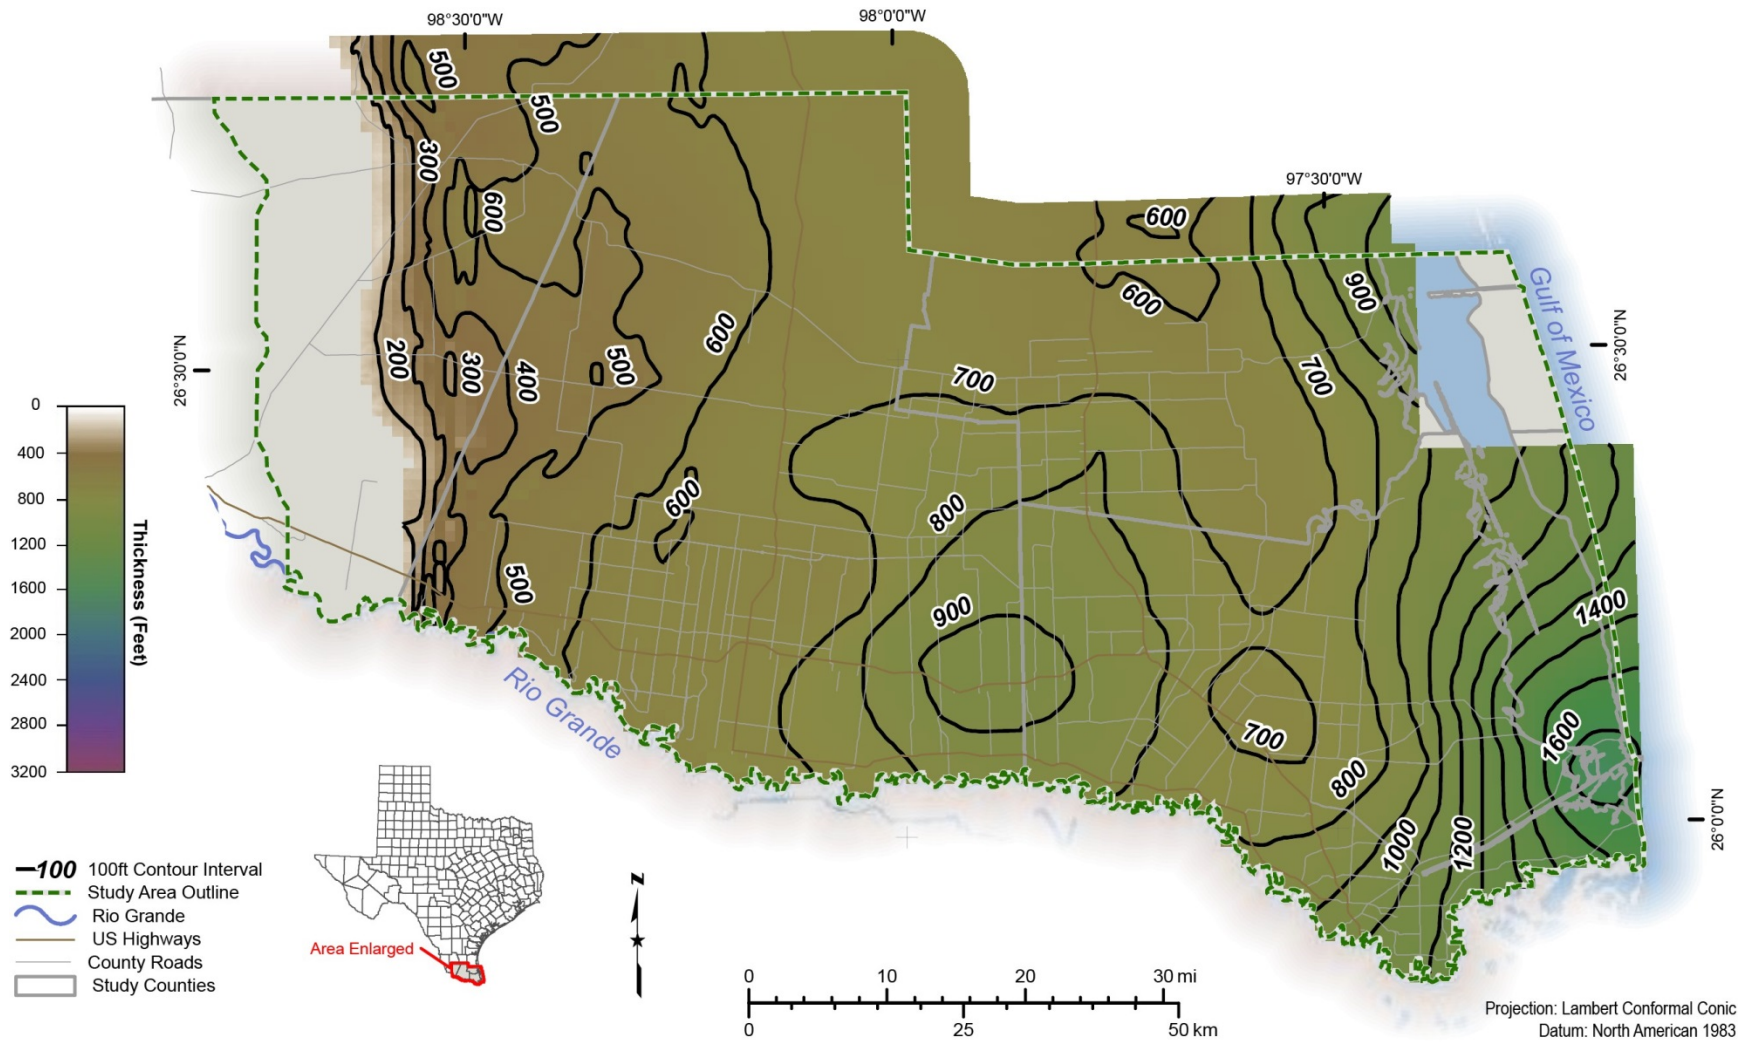 98°30'0"W
98°0'0"W
97°30'0"W
500
500
300
600
600
600
900
Gulf of Mexico
26°30'0"N
26°30'0"N
200
300
400
500
600
700
700
0
400
800
1200
1600
2000
2400
2800
3200
Thickness (Feet)
600
800
500
900
1400
Rio Grande
700
1600
800
1000
1200
26°0'0"N
100 100ft Contour Interval
Study Area Outline
Rio Grande
US Highways
County Roads
Study Counties
Area Enlarged
N
0 10 20 30 mi
0 25 50 km
Projection: Lambert Conformal Conic
Datum: North American 1983